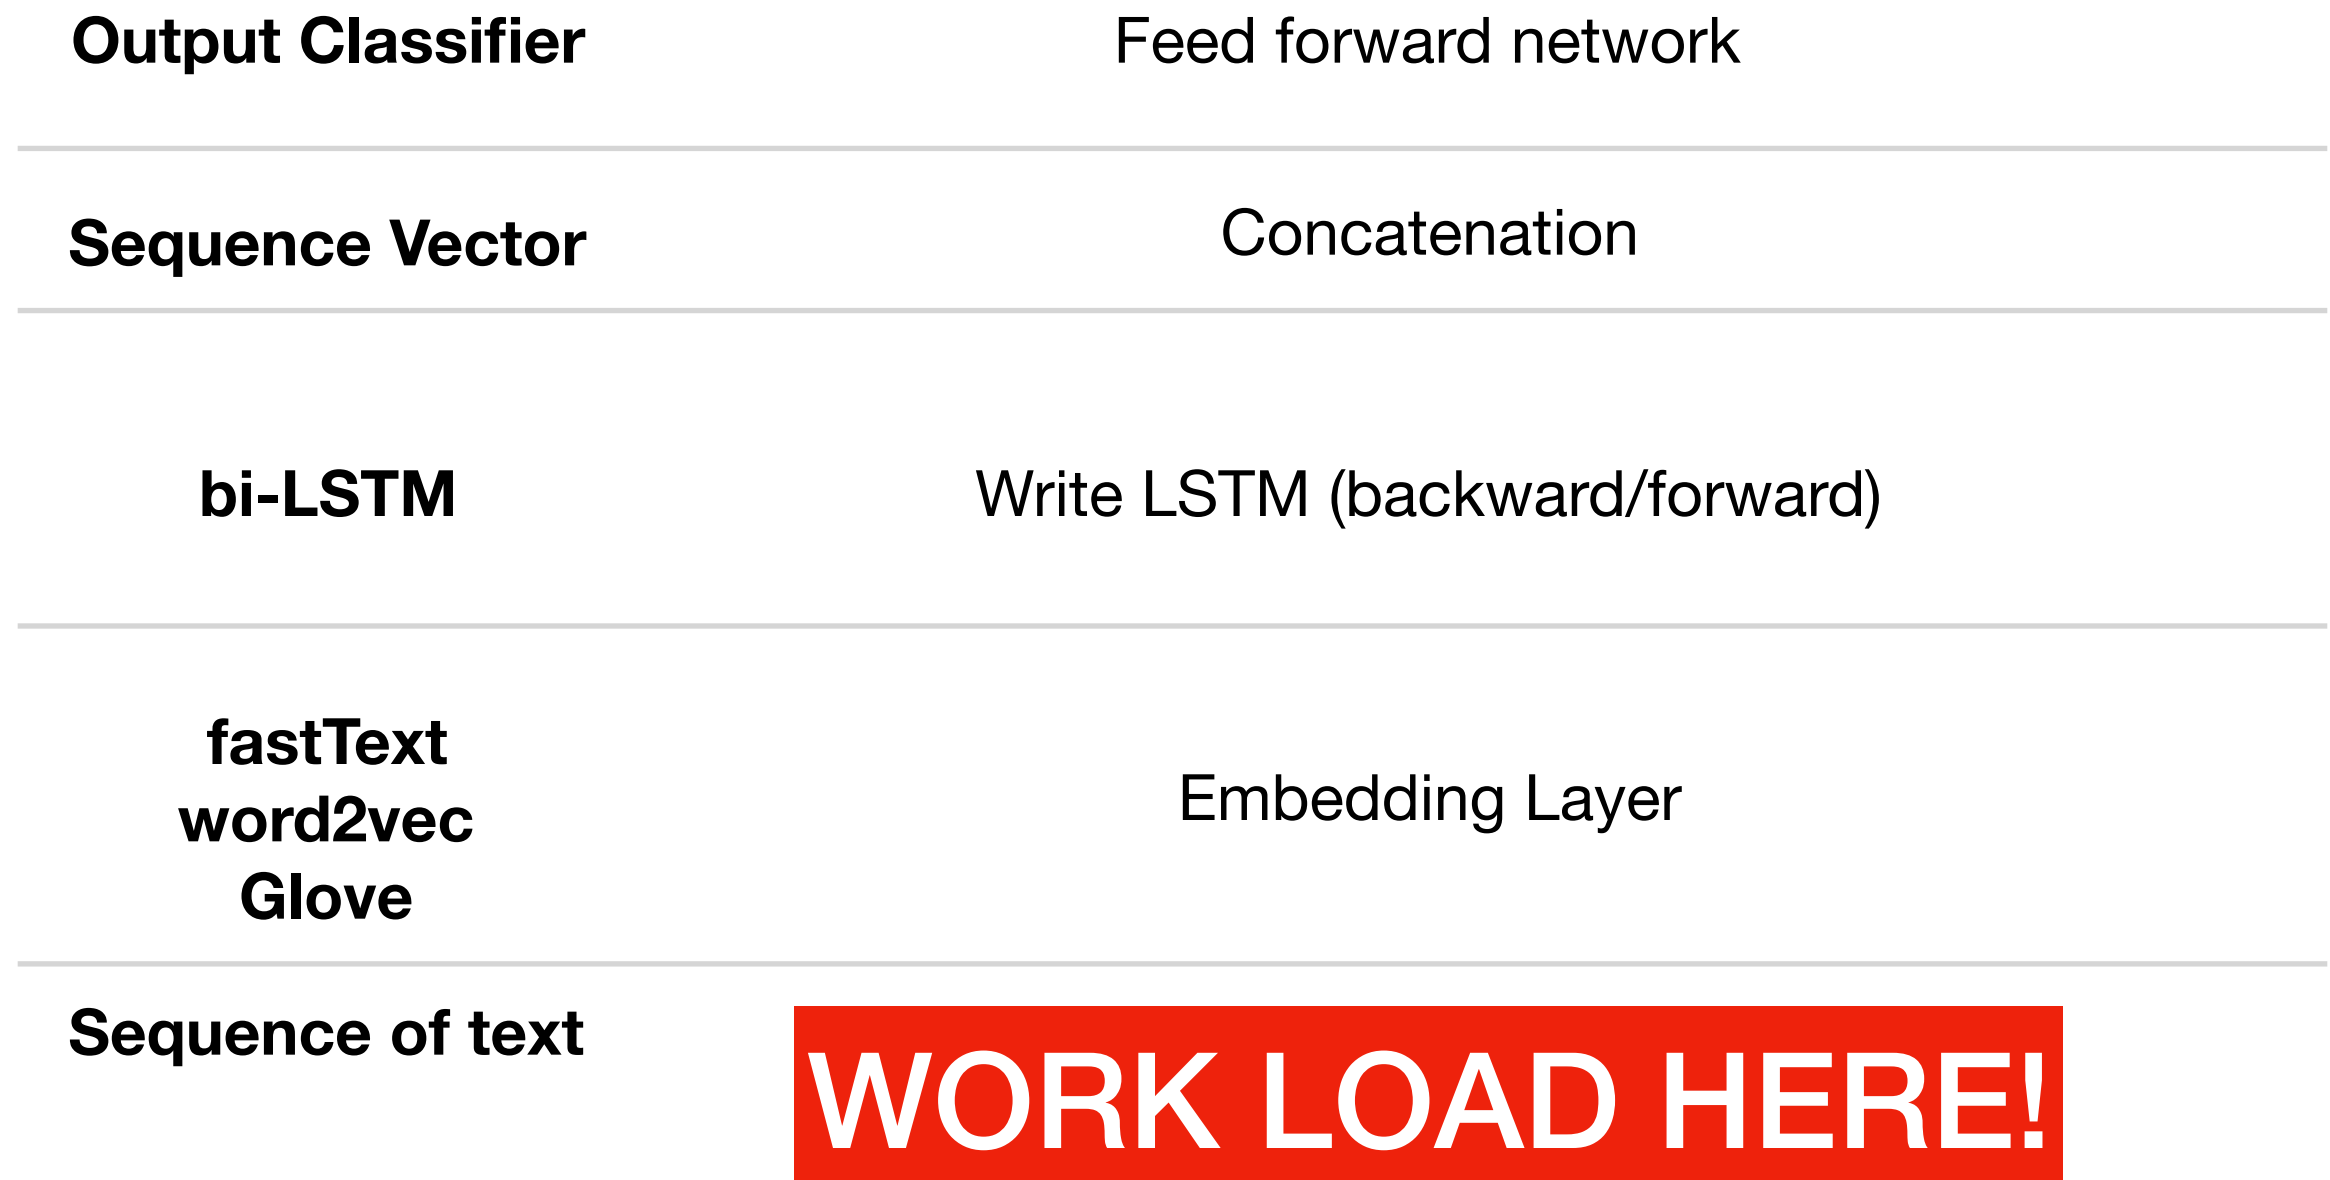 Output Classifier
Feed forward network
Sequence Vector
Concatenation
bi-LSTM
Write LSTM (backward/forward)
fastText
word2vec
Glove
Embedding Layer
Sequence of text
WORK LOAD HERE!